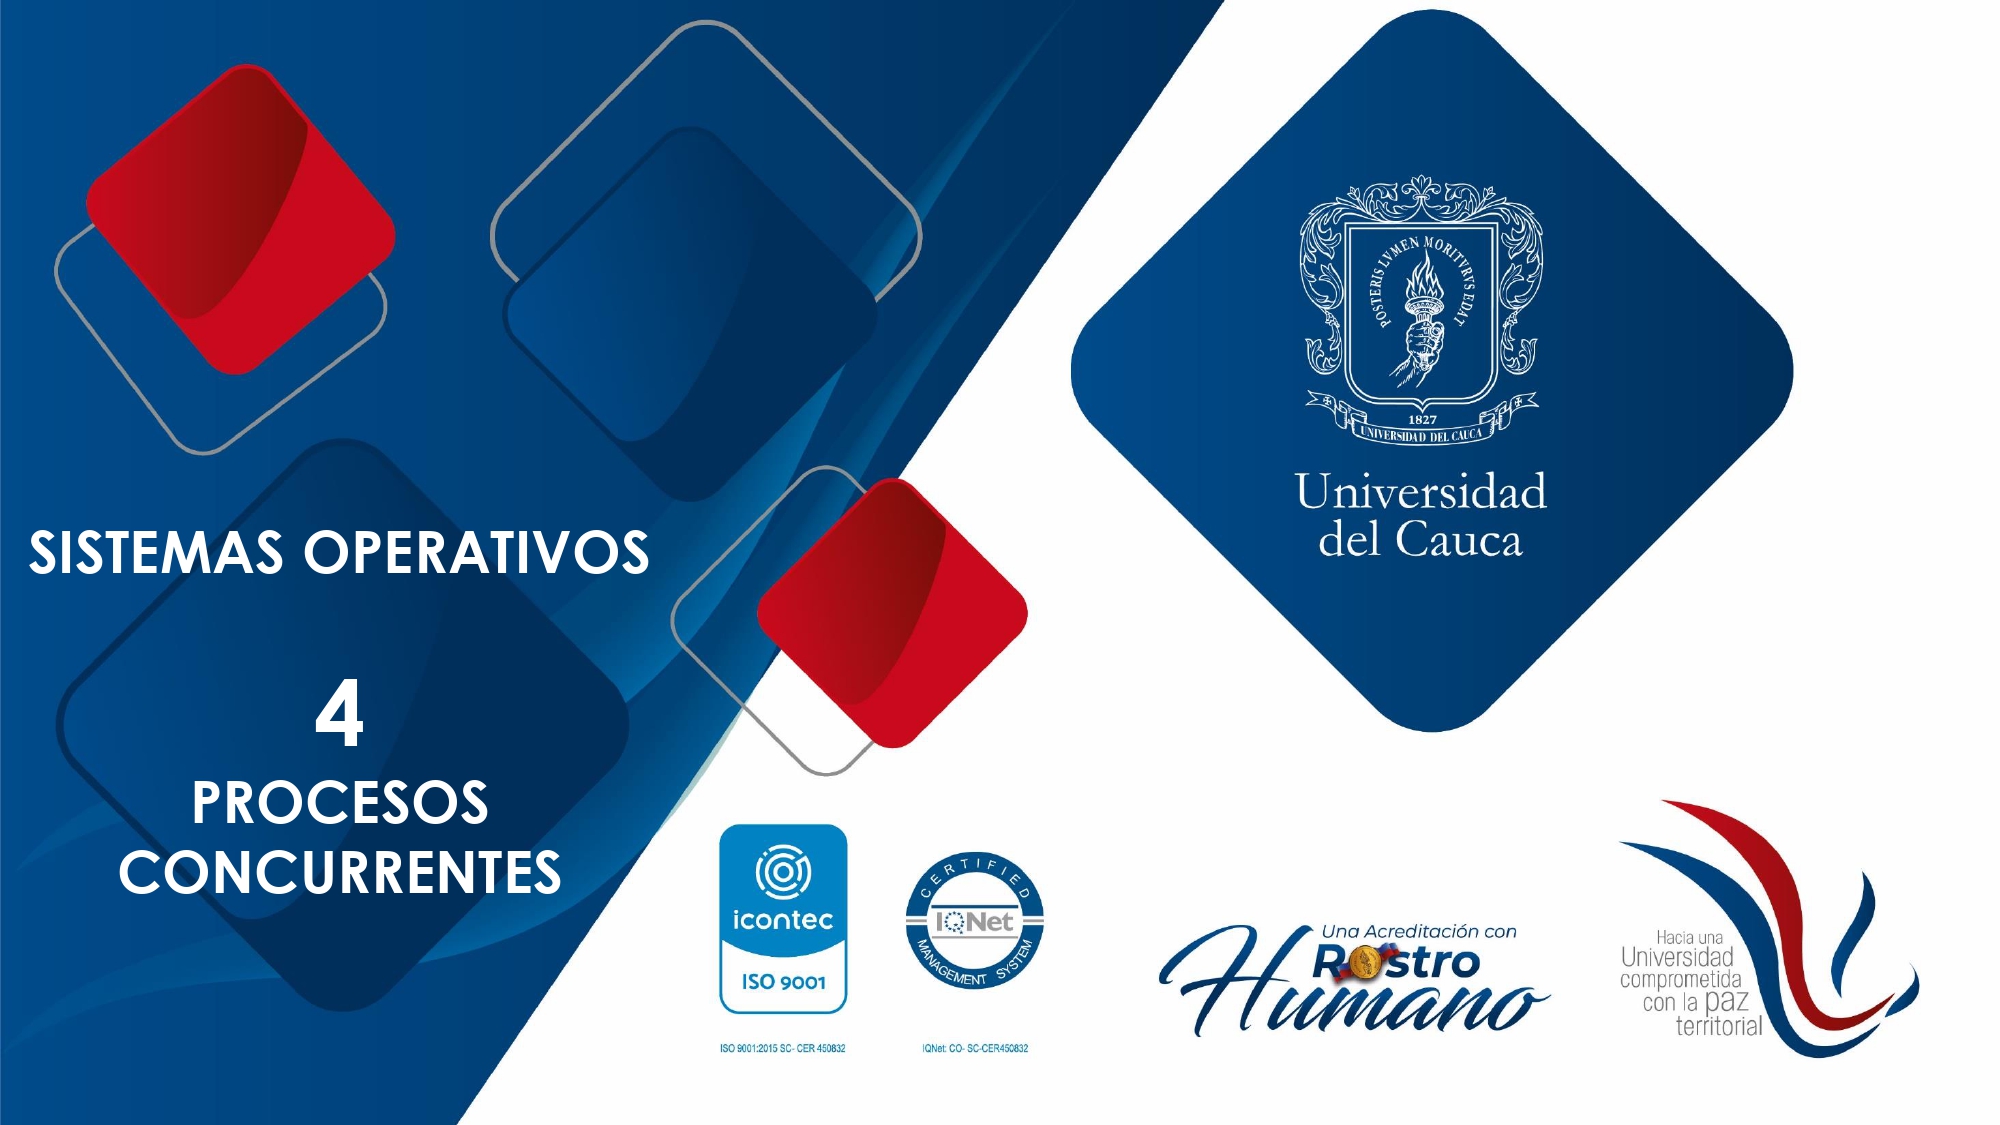 SISTEMAS OPERATIVOS
4
PROCESOS
CONCURRENTES
POSTERIS LVMEN MORITVRVS EDAT
1827
UNIVERSIDAD DEL CAUCA
Universidad
del Cauca
icontec
ISO 9001
ISO 9001:2015 SC- CER 450832
CERTIFIED
IQNet
MANAGEMENT SYSTEM
IQNet: CO- SC-CER450832
Una Acreditación con
Rostro
Humano
Hacia una
Universidad
comprometida
con la paz
territorial